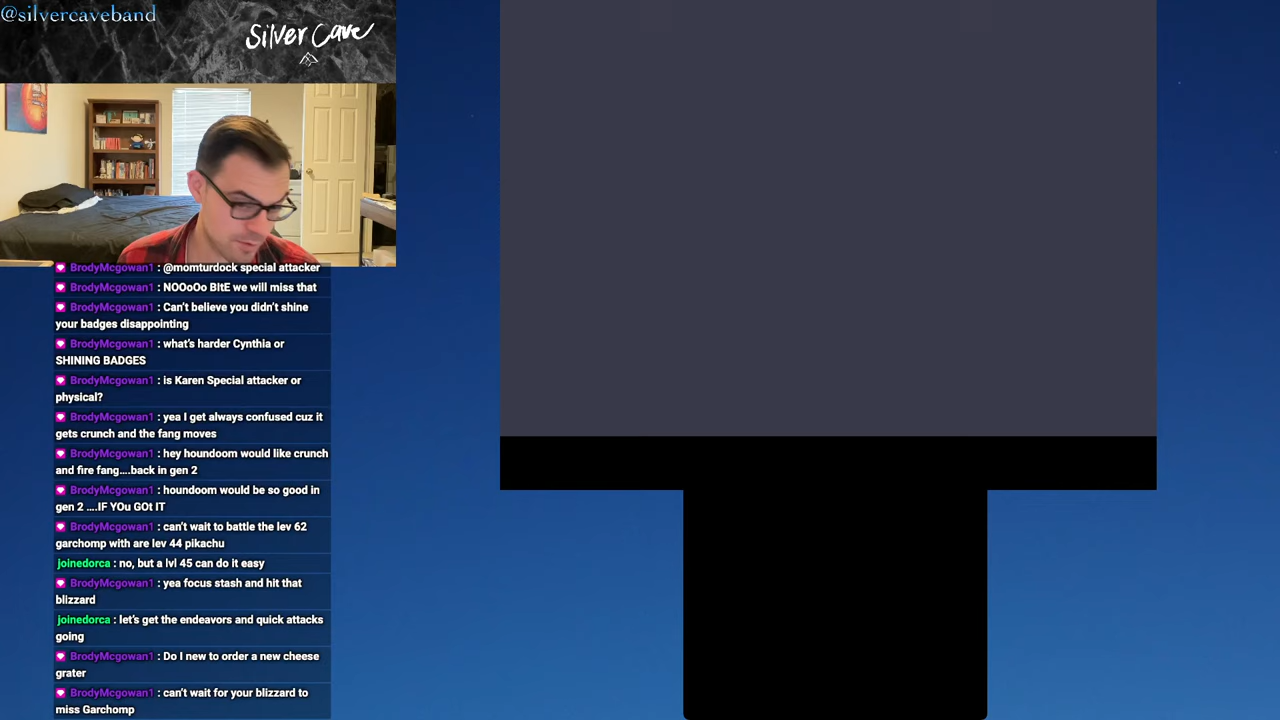 @silvercaveband
Silver Cave
BrodyMcgowan1 : @momturdock special attacker
BrodyMcgowan1 : NOOoOo BItE we will miss that
BrodyMcgowan1 : Can't believe you didn't shine
your badges disappointing
BrodyMcgowan1 : what's harder Cynthia or
SHINING BADGES
BrodyMcgowan1 : is Karen Special attacker or
physical?
BrodyMcgowan1 : yea I get always confused cuz it
gets crunch and the fang moves
BrodyMcgowan1 : hey houndoom would like crunch
and fire fang....back in gen 2
BrodyMcgowan1 : houndoom would be so good in
gen 2 ....IF YOu GOt IT
BrodyMcgowan1 : can't wait to battle the lev 62
garchomp with are lev 44 pikachu
joinedorca : no, but a lvl 45 can do it easy
BrodyMcgowan1 : yea focus stash and hit that
blizzard
joinedorca : let's get the endeavors and quick attacks
going
BrodyMcgowan1 : Do I new to order a new cheese
grater
BrodyMcgowan1 : can't wait for your blizzard to
miss Garchomp